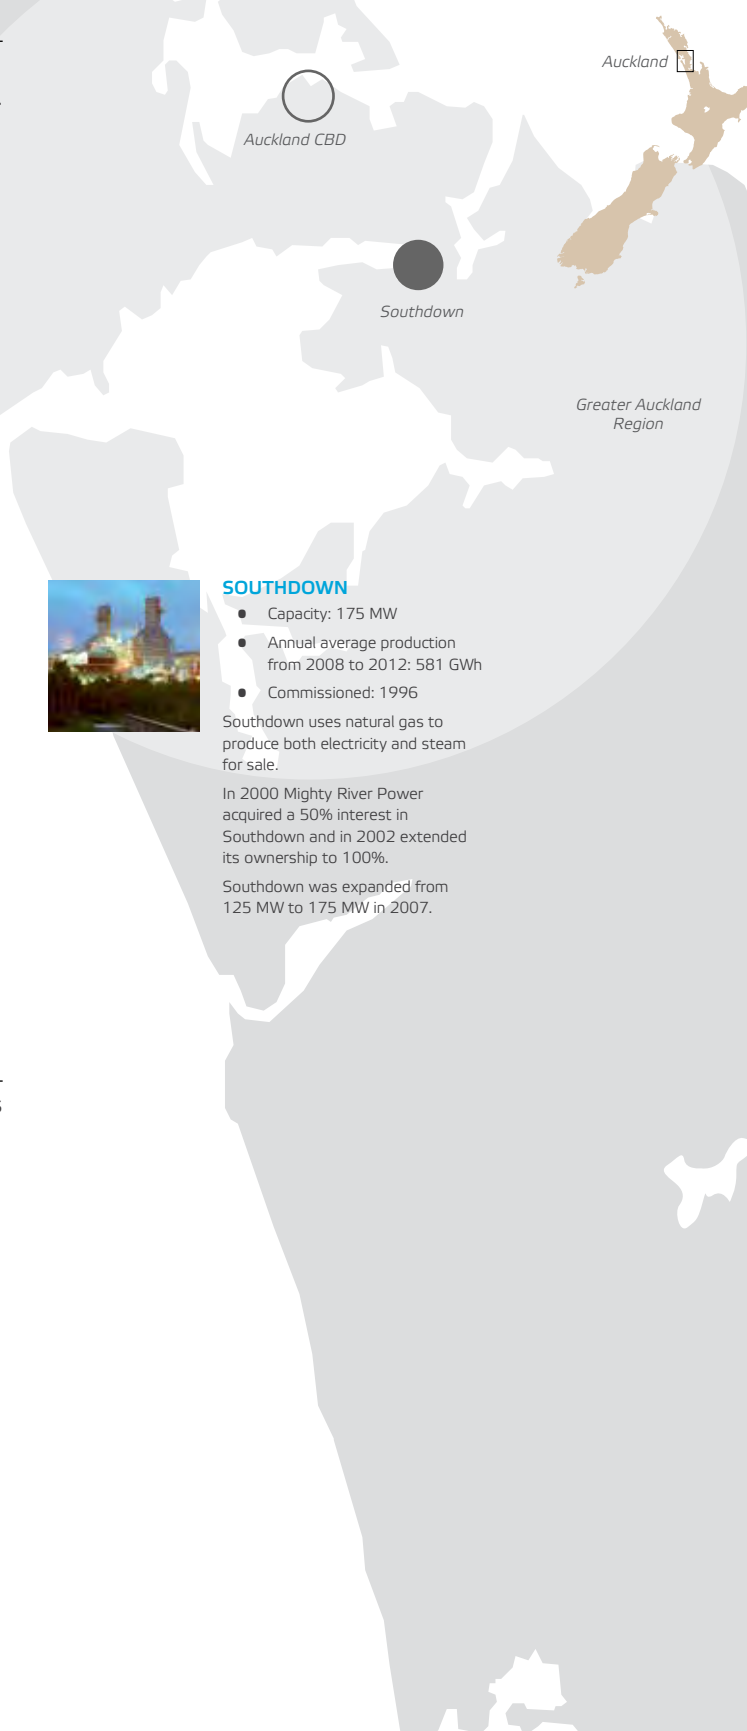 Auckland
Auckland CBD
Southdown
Greater Auckland
Region
SOUTHDOWN
• Capacity: 175 MW
• Annual average production
from 2008 to 2012: 581 GWh
• Commissioned: 1996
Southdown uses natural gas to
produce both electricity and steam
for sale.
In 2000 Mighty River Power
acquired a 50% interest in
Southdown and in 2002 extended
its ownership to 100%.
Southdown was expanded from
125 MW to 175 MW in 2007.